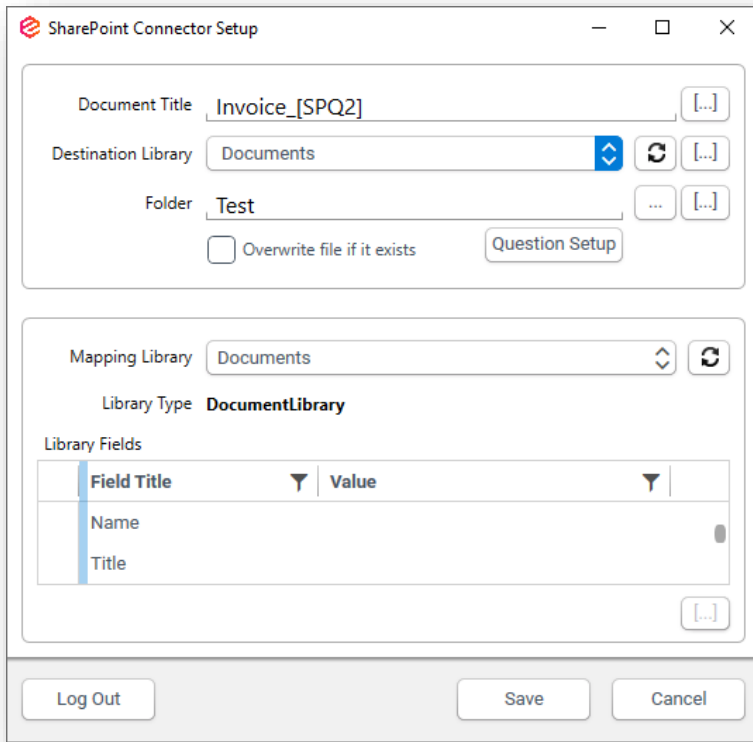 SharePoint Connector Setup
Document Title Invoice_[SPQ2] [...]
Destination Library Documents [...]
Folder Test ... [...]
Overwrite file if it exists Question Setup
Mapping Library Documents
Library Type DocumentLibrary
Library Fields
Field Title Value
Name
Title
[...]
Log Out Save Cancel